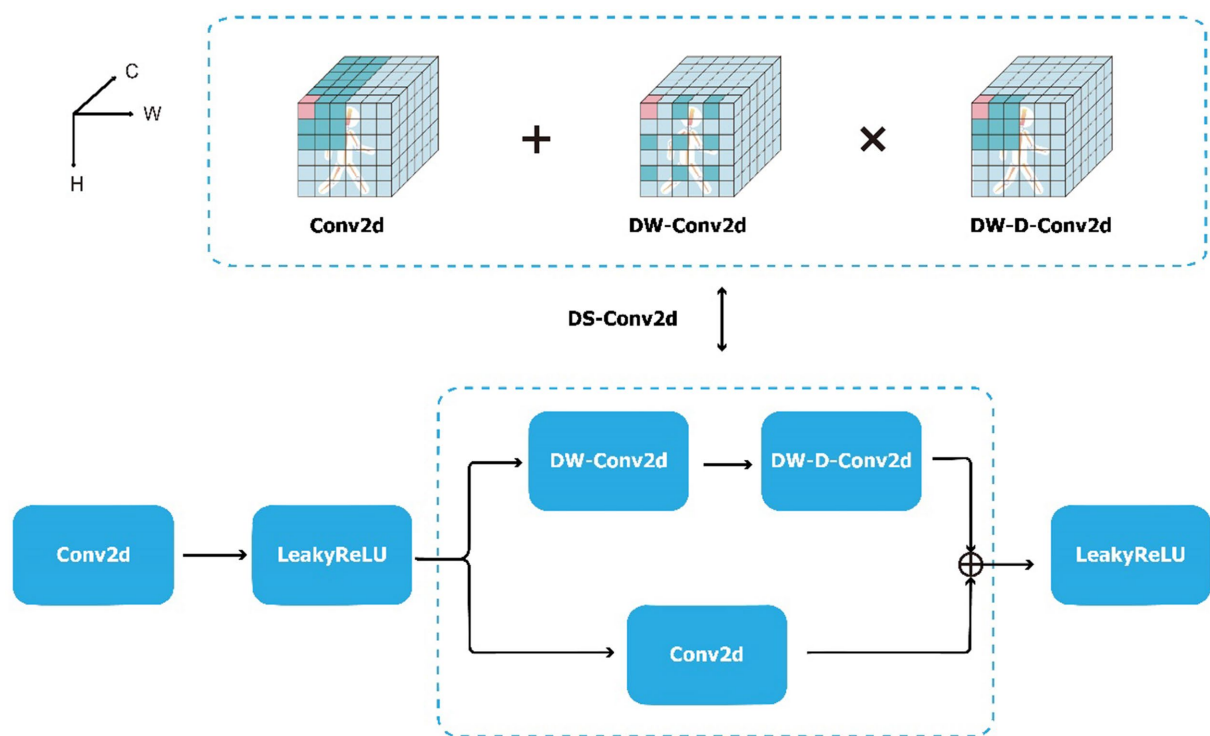 C
W
H
+
×
Conv2d
DW-Conv2d
DW-D-Conv2d
DS-Conv2d
DW-Conv2d
DW-D-Conv2d
Conv2d
LeakyReLU
LeakyReLU
Conv2d